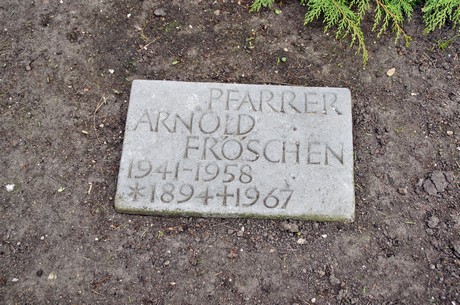 PFARRER
ARNOLD
FRÖSCHEN
1941-1958
*1894 †1967